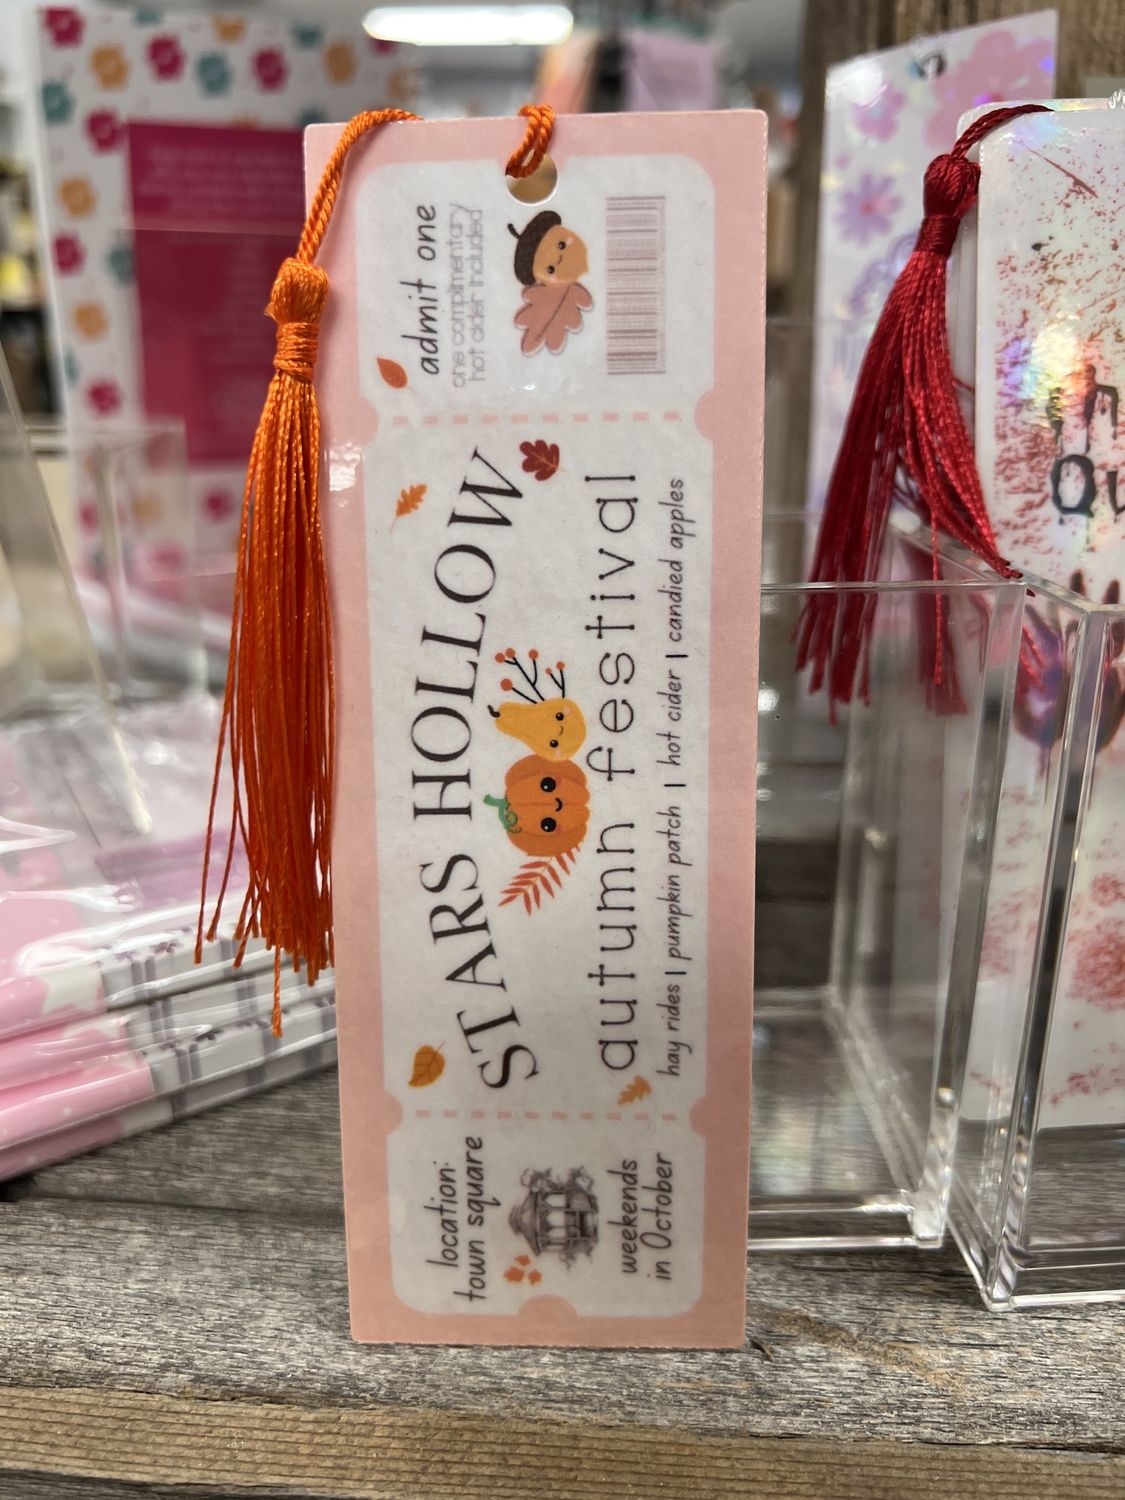 admit one
one complimentary
hot cider included
STARS HOLLOW
autumn festival
hay rides | pumpkin patch | hot cider | candied apples
location:
town square
weekends
in October